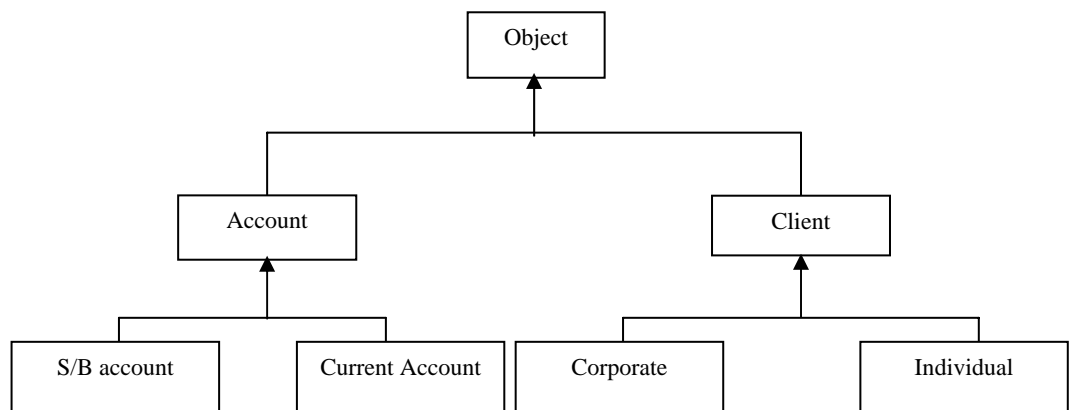 Object
Account
Client
S/B account
Current Account
Corporate
Individual